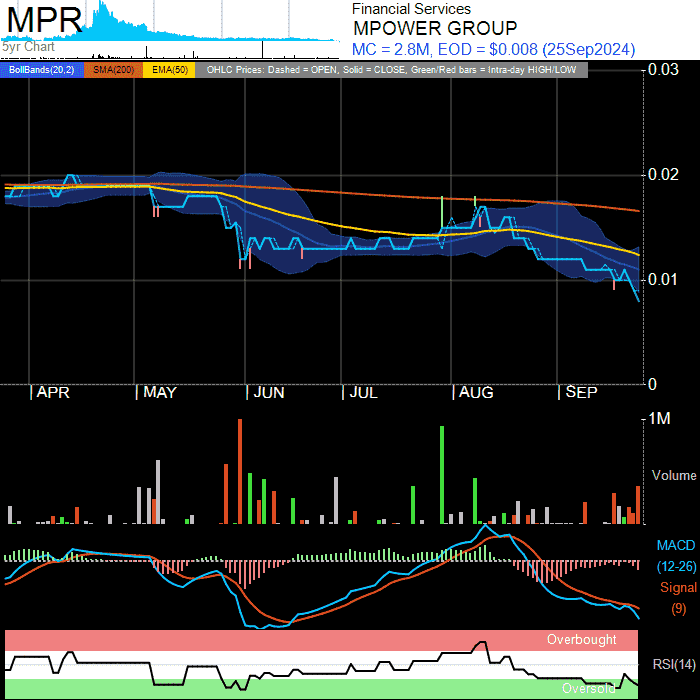 MPR
5yr Chart
Financial Services
MPOWER GROUP
MC = 2.8M, EOD = $0.008 (25Sep2024)
BollBands(20,2) SMA(200) EMA(50) OHLC Prices: Dashed = OPEN, Solid = CLOSE, Green/Red bars = Intra-day HIGH/LOW
0.03
0.02
0.01
0
APR MAY JUN JUL AUG SEP
1M
Volume
MACD
(12-26)
Signal
(9)
Overbought
RSI(14)
Oversold